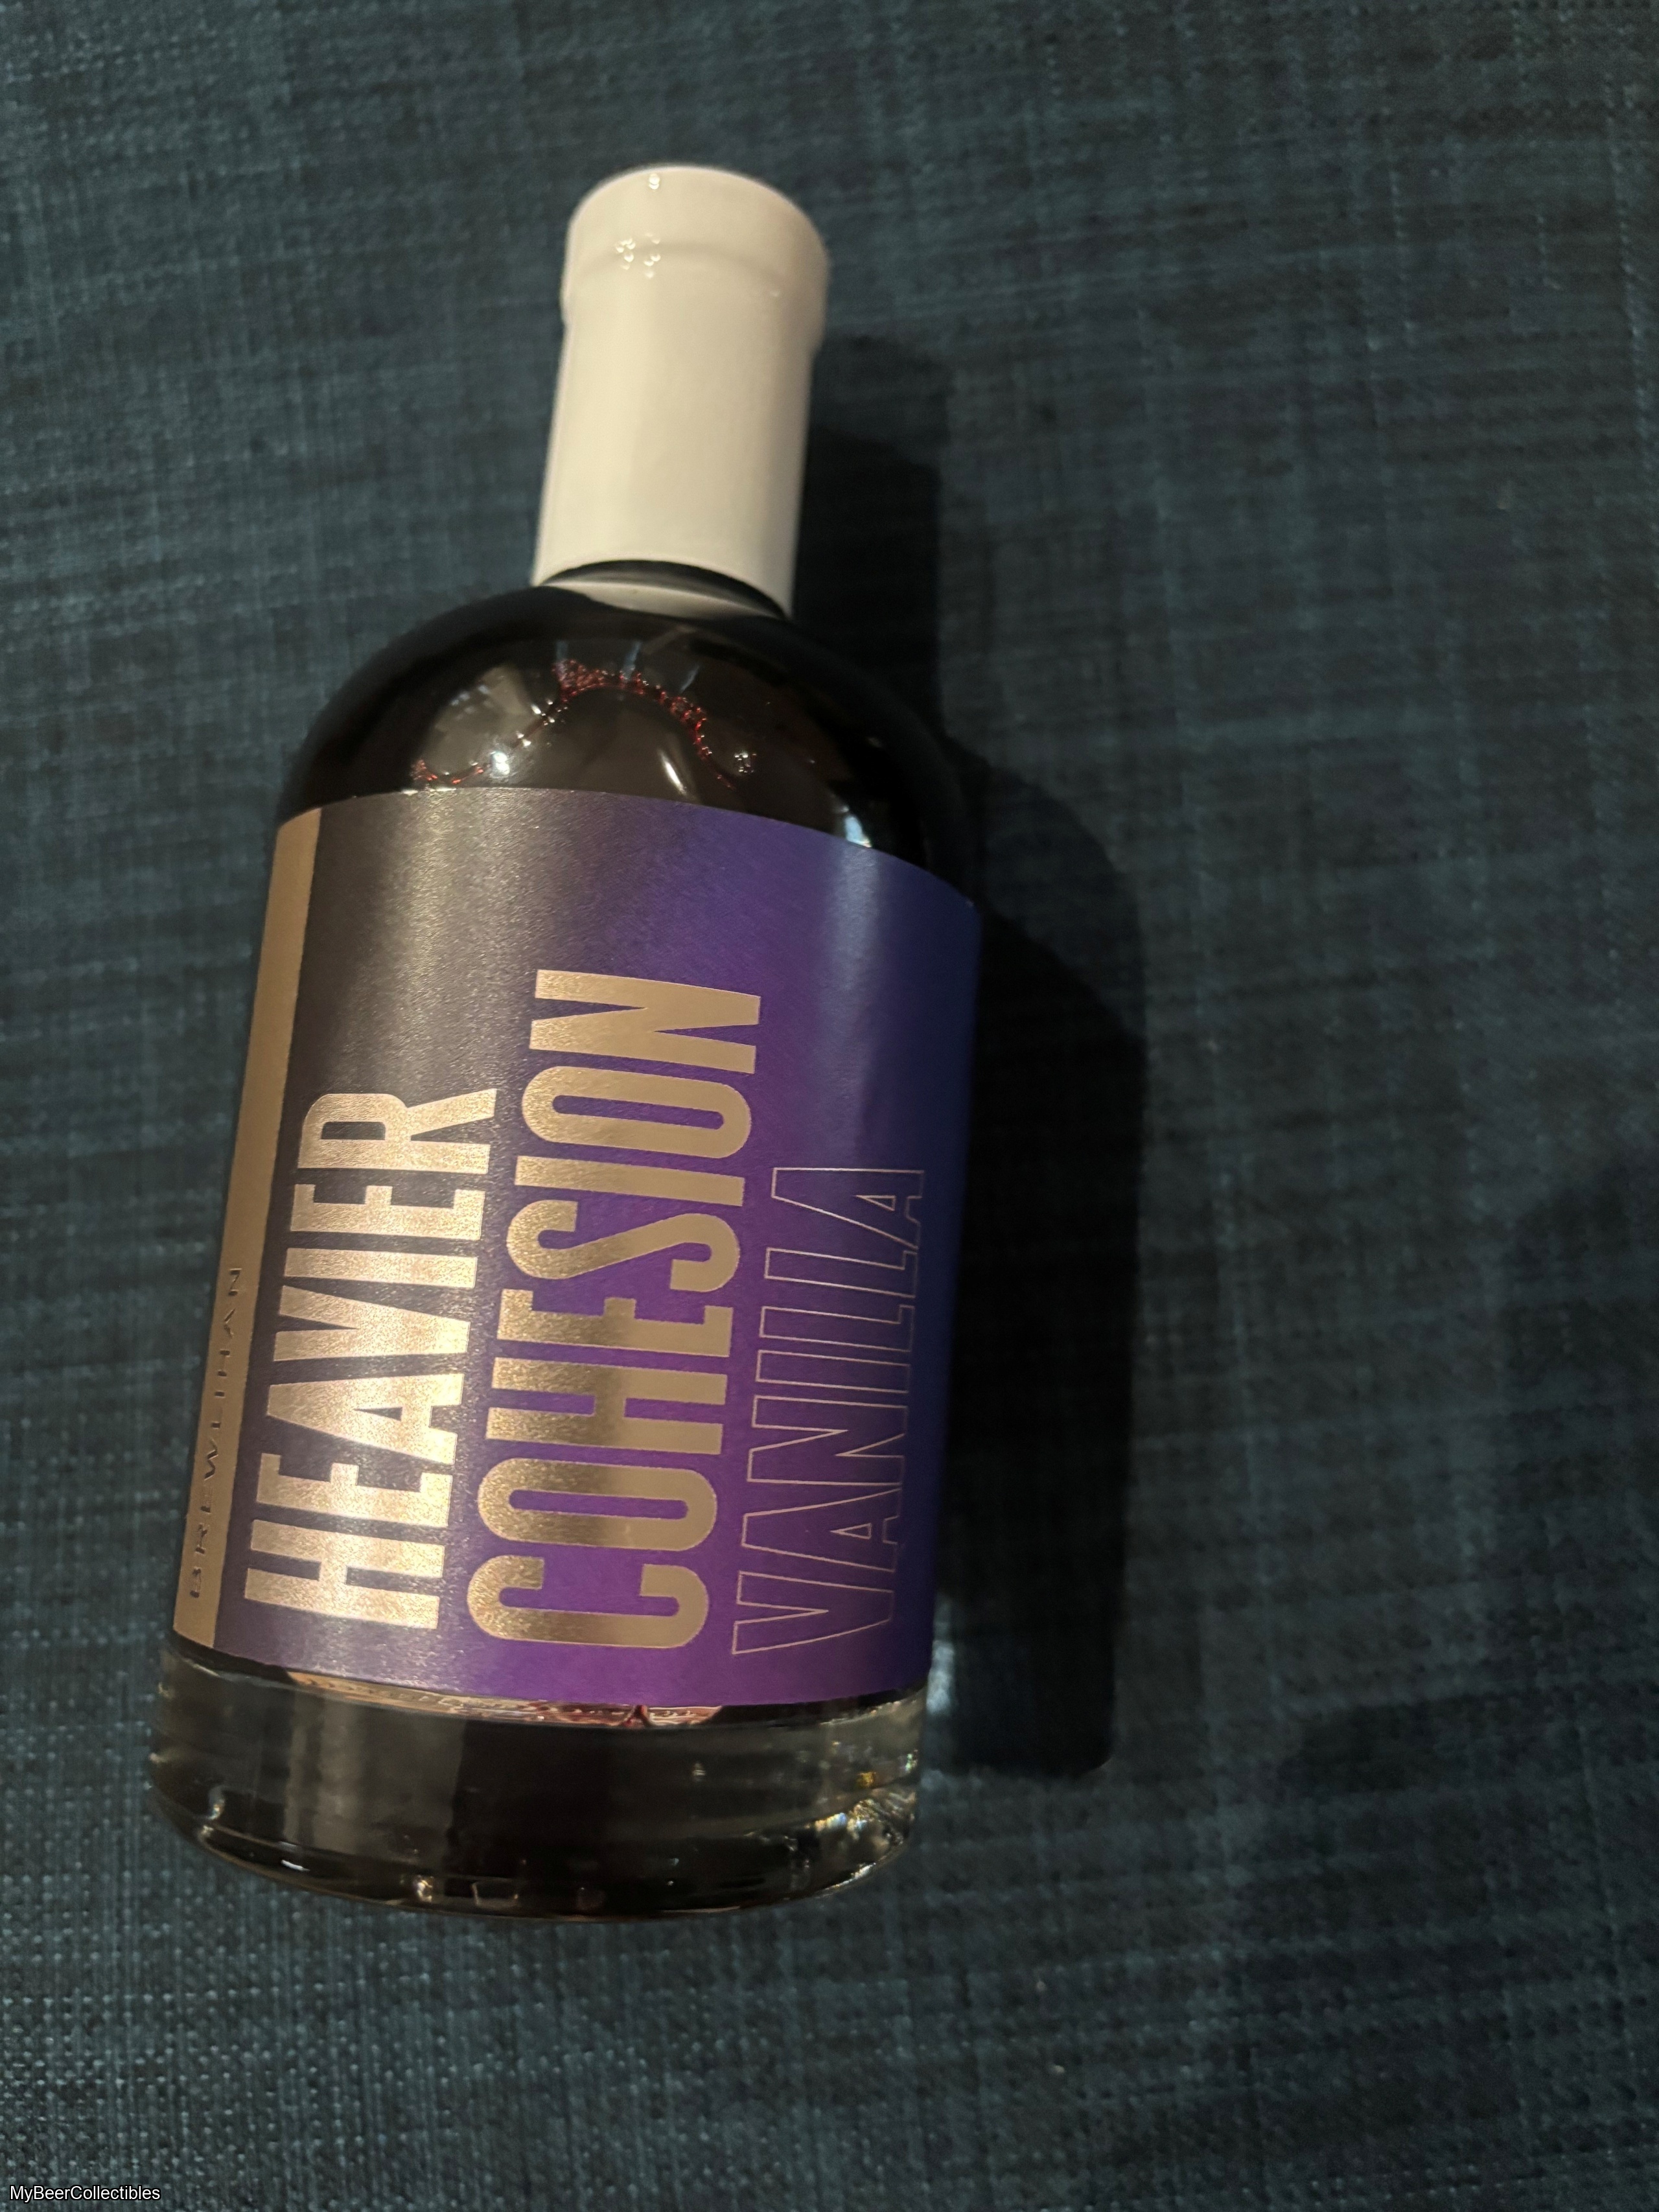 BREWLIHAN
HEAVIER
COHESION
VANILLA
MyBeerCollectibles